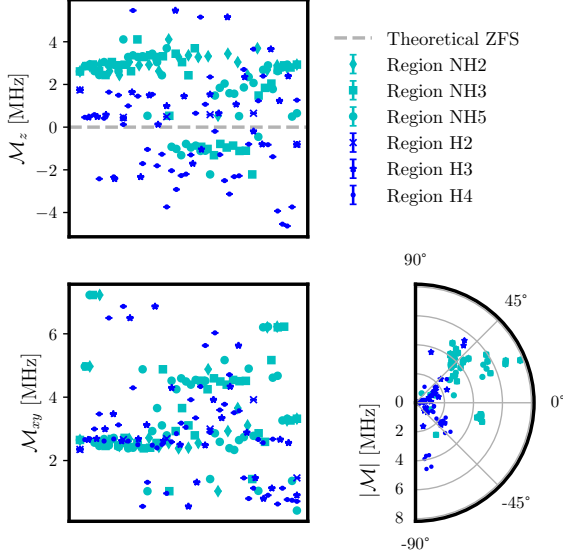 4
2
0
−2
−4
ℳz [MHz]
Theoretical ZFS
Region NH2
Region NH3
Region NH5
Region H2
Region H3
Region H4
6
4
2
ℳxy [MHz]
90°
45°
0°
-45°
-90°
0
2
4
6
8
|ℳ| [MHz]